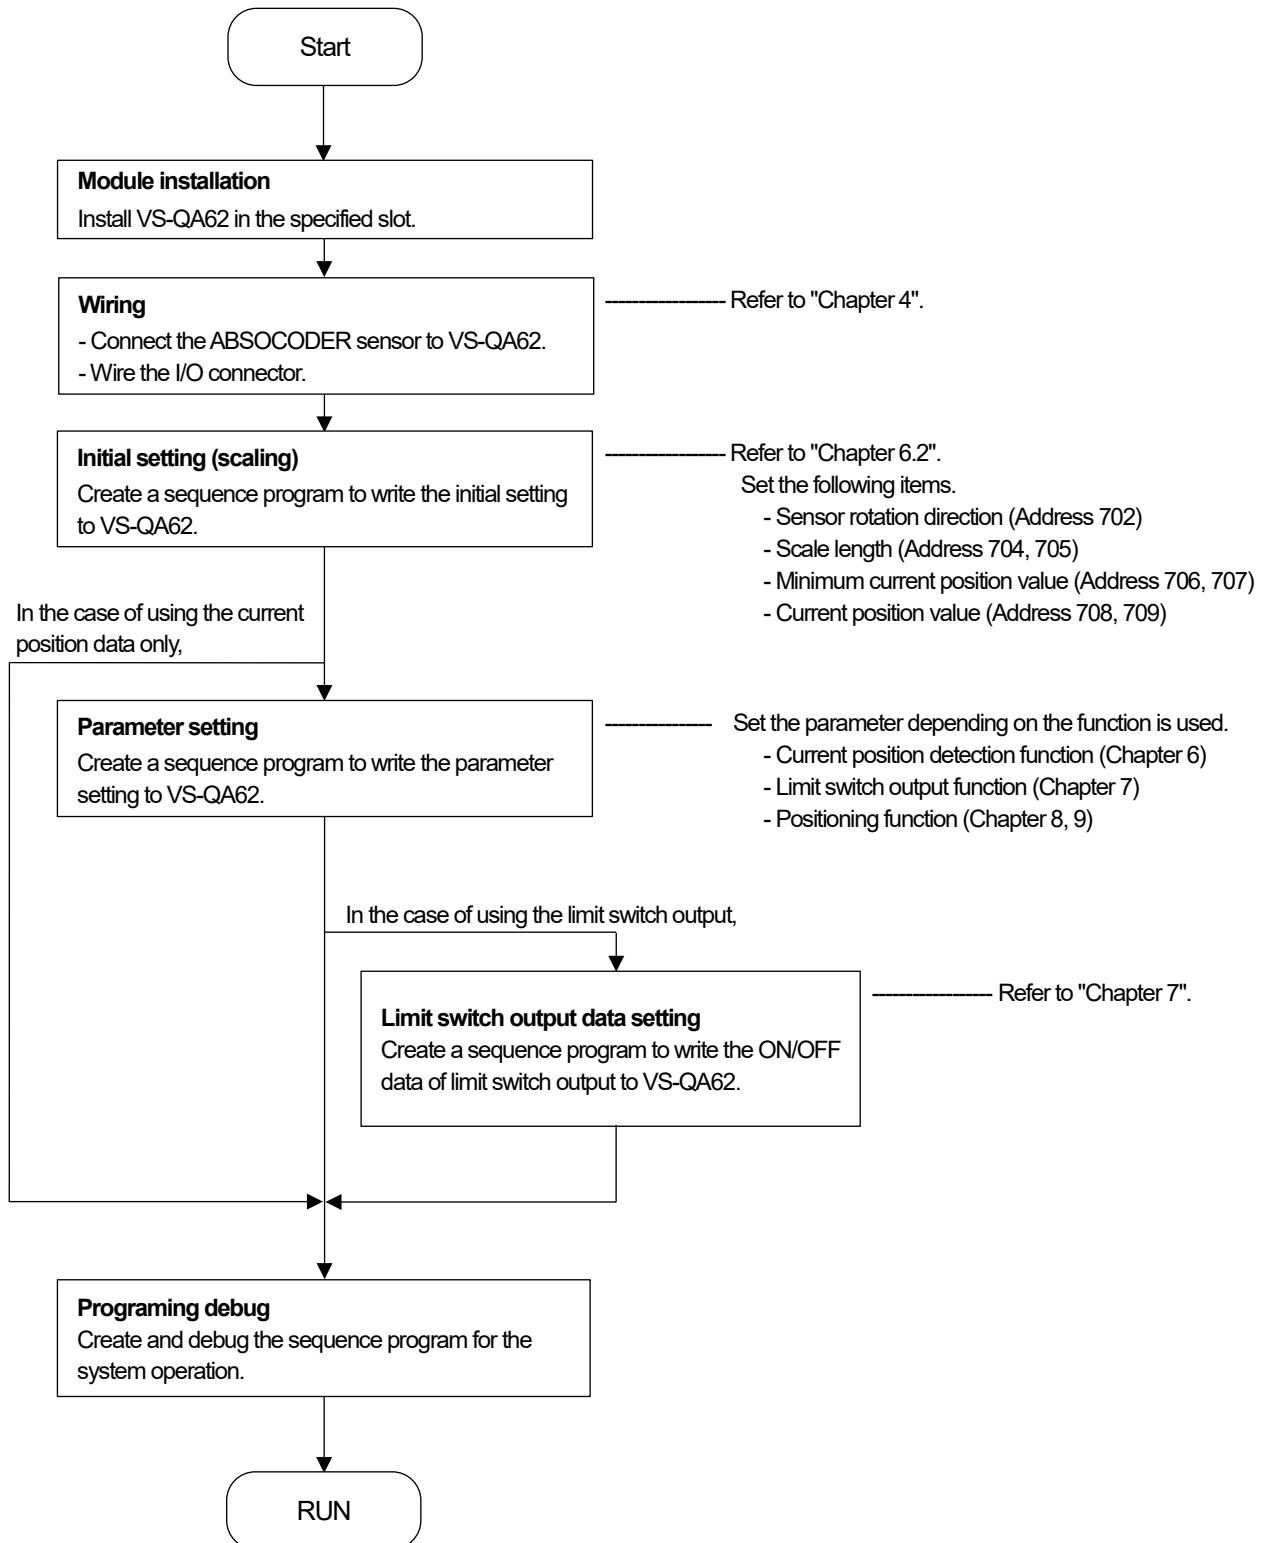 Start
Module installation
Install VS-QA62 in the specified slot.
Wiring
- Connect the ABSOCODER sensor to VS-QA62.
- Wire the I/O connector.
------------------ Refer to "Chapter 4".
Initial setting (scaling)
Create a sequence program to write the initial setting
to VS-QA62.
------------------ Refer to "Chapter 6.2".
Set the following items.
- Sensor rotation direction (Address 702)
- Scale length (Address 704, 705)
- Minimum current position value (Address 706, 707)
- Current position value (Address 708, 709)
In the case of using the current
position data only,
Parameter setting
Create a sequence program to write the parameter
setting to VS-QA62.
---------------- Set the parameter depending on the function is used.
- Current position detection function (Chapter 6)
- Limit switch output function (Chapter 7)
- Positioning function (Chapter 8, 9)
In the case of using the limit switch output,
Limit switch output data setting
Create a sequence program to write the ON/OFF
data of limit switch output to VS-QA62.
------------------ Refer to "Chapter 7".
Programing debug
Create and debug the sequence program for the
system operation.
RUN